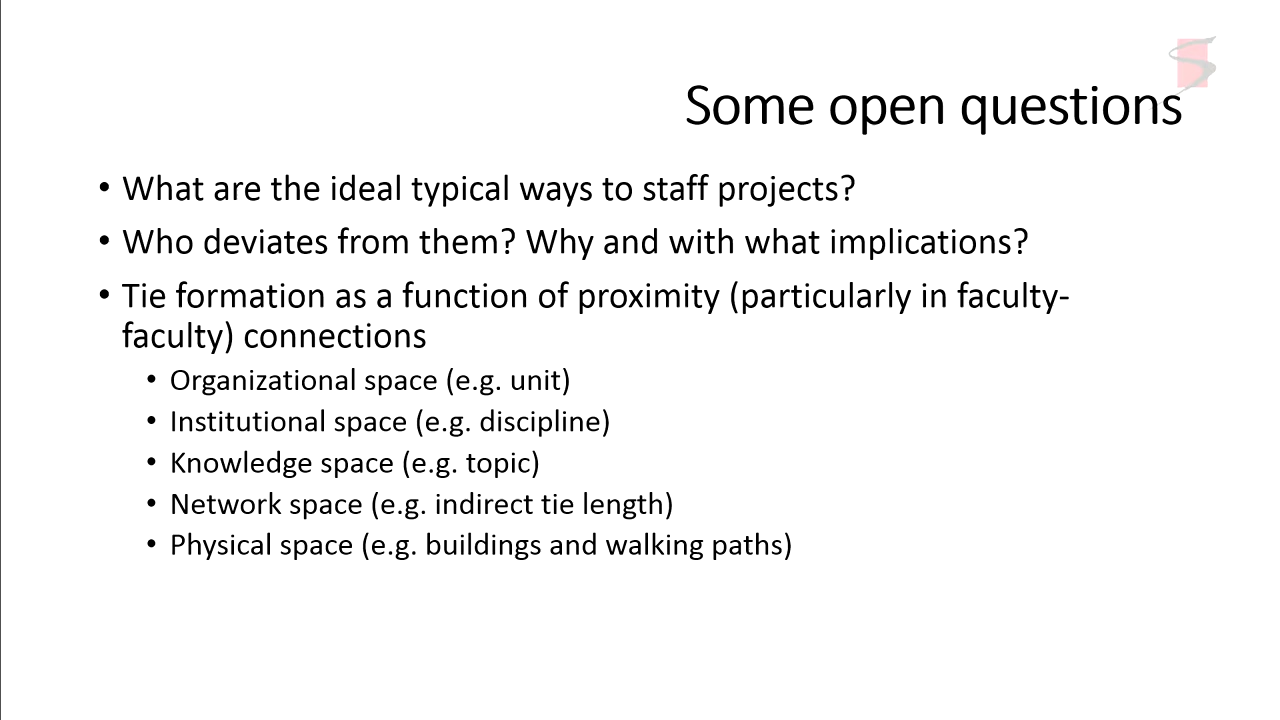 Some open questions
• What are the ideal typical ways to staff projects?
• Who deviates from them? Why and with what implications?
• Tie formation as a function of proximity (particularly in faculty-
faculty) connections
• Organizational space (e.g. unit)
• Institutional space (e.g. discipline)
• Knowledge space (e.g. topic)
• Network space (e.g. indirect tie length)
• Physical space (e.g. buildings and walking paths)